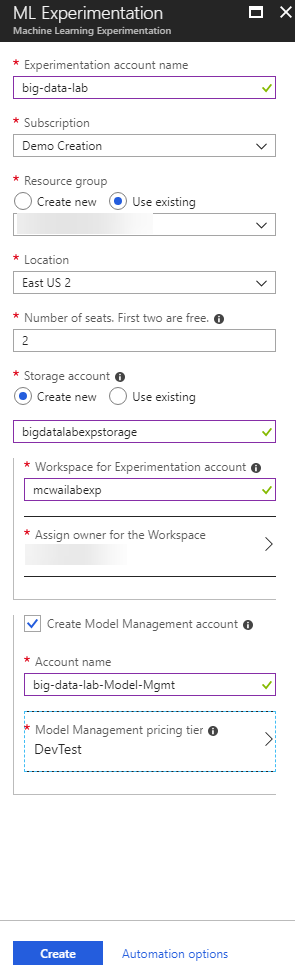 ML Experimentation
Machine Learning Experimentation
* Experimentation account name
big-data-lab
* Subscription
Demo Creation
* Resource group
Create new Use existing
* Location
East US 2
* Number of seats. First two are free.
2
* Storage account
Create new Use existing
bigdatalabexpstorage
* Workspace for Experimentation account
mcwailabexp
* Assign owner for the Workspace
Create Model Management account
* Account name
big-data-lab-Model-Mgmt
* Model Management pricing tier
DevTest
Create Automation options